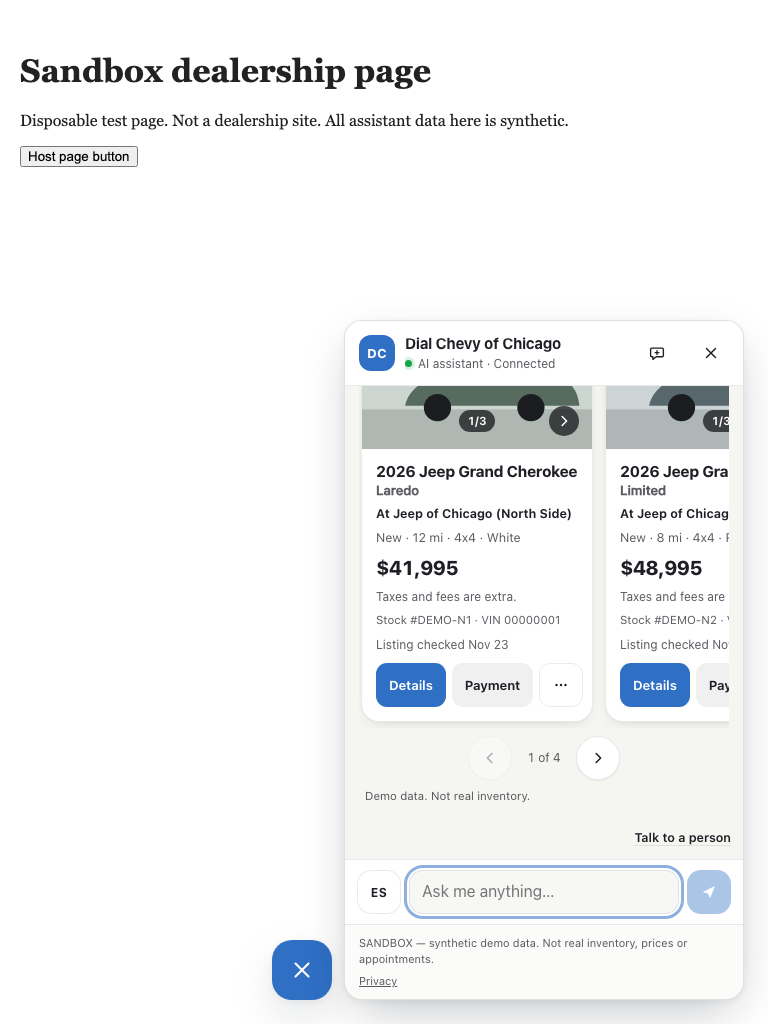 Sandbox dealership page
Disposable test page. Not a dealership site. All assistant data here is synthetic.
Host page button
DC
Dial Chevy of Chicago
AI assistant · Connected
1/3
1/3
2026 Jeep Grand Cherokee
Laredo
At Jeep of Chicago (North Side)
New · 12 mi · 4x4 · White
$41,995
Taxes and fees are extra.
Stock #DEMO-N1 · VIN 00000001
Listing checked Nov 23
Details
Payment
···
2026 Jeep Gra
Limited
At Jeep of Chicag
New · 8 mi · 4x4 ·
$48,995
Taxes and fees are
Stock #DEMO-N2 ·
Listing checked No
Details
Pay
1 of 4
Demo data. Not real inventory.
Talk to a person
ES
Ask me anything...
SANDBOX — synthetic demo data. Not real inventory, prices or
appointments.
Privacy